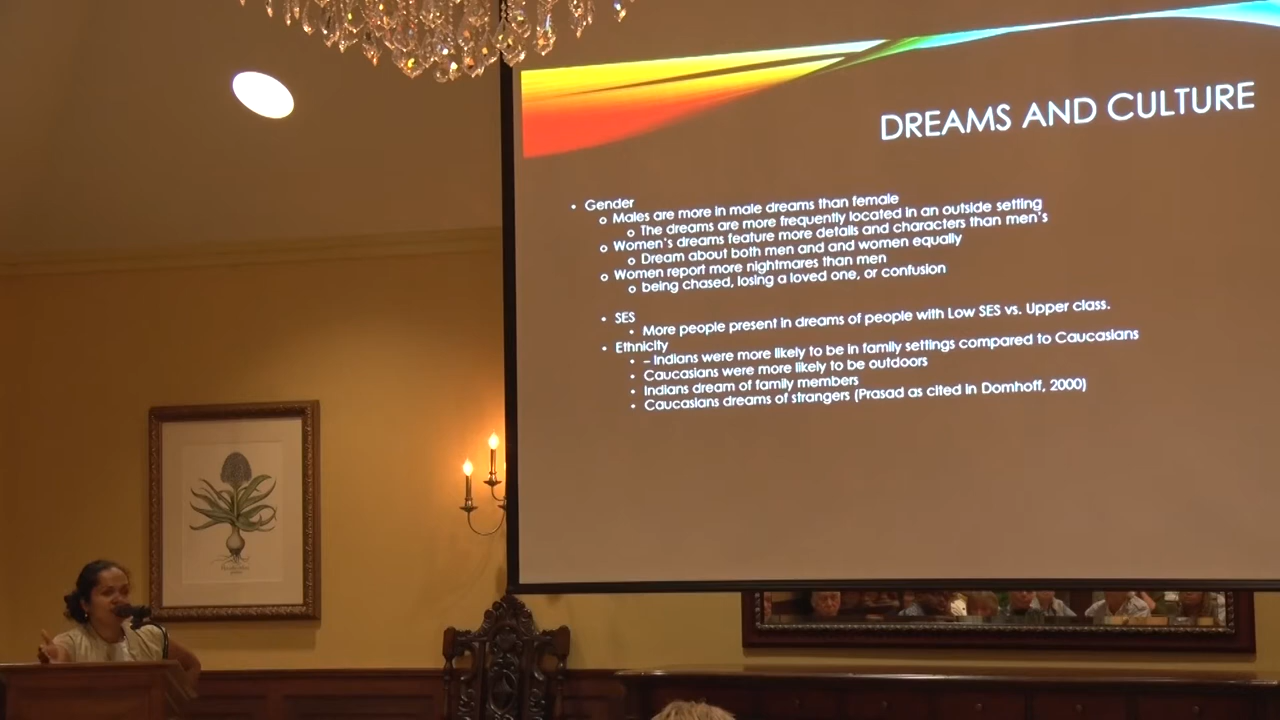 DREAMS AND CULTURE
• Gender
o Males are more in male dreams than female
o The dreams are more frequently located in an outside setting
o Women's dreams feature more details and characters than men's
o Dream about both men and and women equally
o Women report more nightmares than men
o being chased, losing a loved one, or confusion
• SES
• More people present in dreams of people with Low SES vs. Upper class.
• Ethnicity
• – Indians were more likely to be in family settings compared to Caucasians
• Caucasians were more likely to be outdoors
• Indians dream of family members
• Caucasians dreams of strangers (Prasad as cited in Domhoff, 2000)